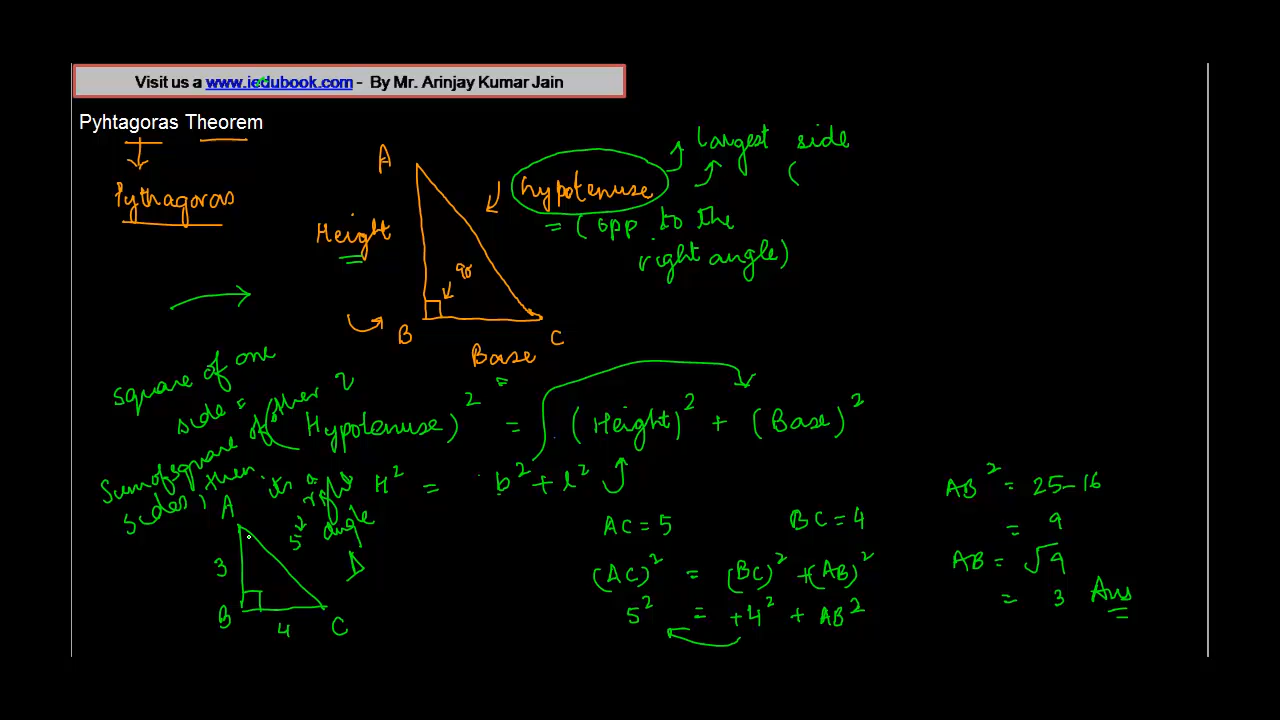 Visit us a www.iedubook.com - By Mr. Arinjay Kumar Jain
Pyhtagoras Theorem
Pythagoras
A
Height
90
B
C
Base
hypotenuse
largest side
(
= (opp to the
right angle)
square of one
side =
Sum of square of other 2
sides, then its a right
angle Δ
=
(Hypotenuse)² = (Height)² + (Base)²
H² = b² + l²
A
3
5
B
4
C
AC = 5 BC = 4
(AC)² = (BC)² + (AB)²
5² = +4² + AB²
AB² = 25-16
= 9
AB = √9
= 3 Ans